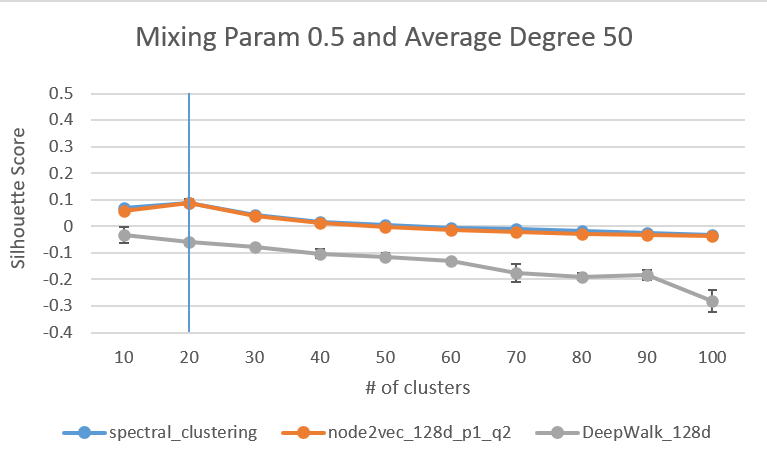 Mixing Param 0.5 and Average Degree 50
Silhouette Score
0.5
0.4
0.3
0.2
0.1
0
-0.1
-0.2
-0.3
-0.4
10 20 30 40 50 60 70 80 90 100
# of clusters
spectral_clustering node2vec_128d_p1_q2 DeepWalk_128d